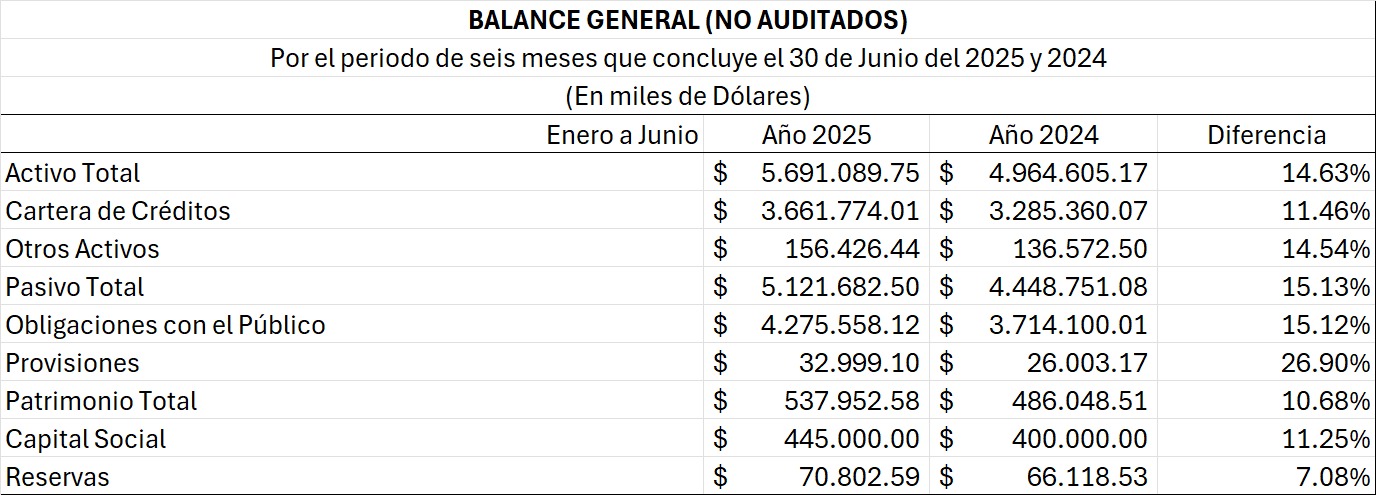 BALANCE GENERAL (NO AUDITADOS)
Por el periodo de seis meses que concluye el 30 de Junio del 2025 y 2024
(En miles de Dólares)
Enero a Junio Año 2025 Año 2024 Diferencia
Activo Total $ 5.691.089.75 $ 4.964.605.17 14.63%
Cartera de Créditos $ 3.661.774.01 $ 3.285.360.07 11.46%
Otros Activos $ 156.426.44 $ 136.572.50 14.54%
Pasivo Total $ 5.121.682.50 $ 4.448.751.08 15.13%
Obligaciones con el Público $ 4.275.558.12 $ 3.714.100.01 15.12%
Provisiones $ 32.999.10 $ 26.003.17 26.90%
Patrimonio Total $ 537.952.58 $ 486.048.51 10.68%
Capital Social $ 445.000.00 $ 400.000.00 11.25%
Reservas $ 70.802.59 $ 66.118.53 7.08%